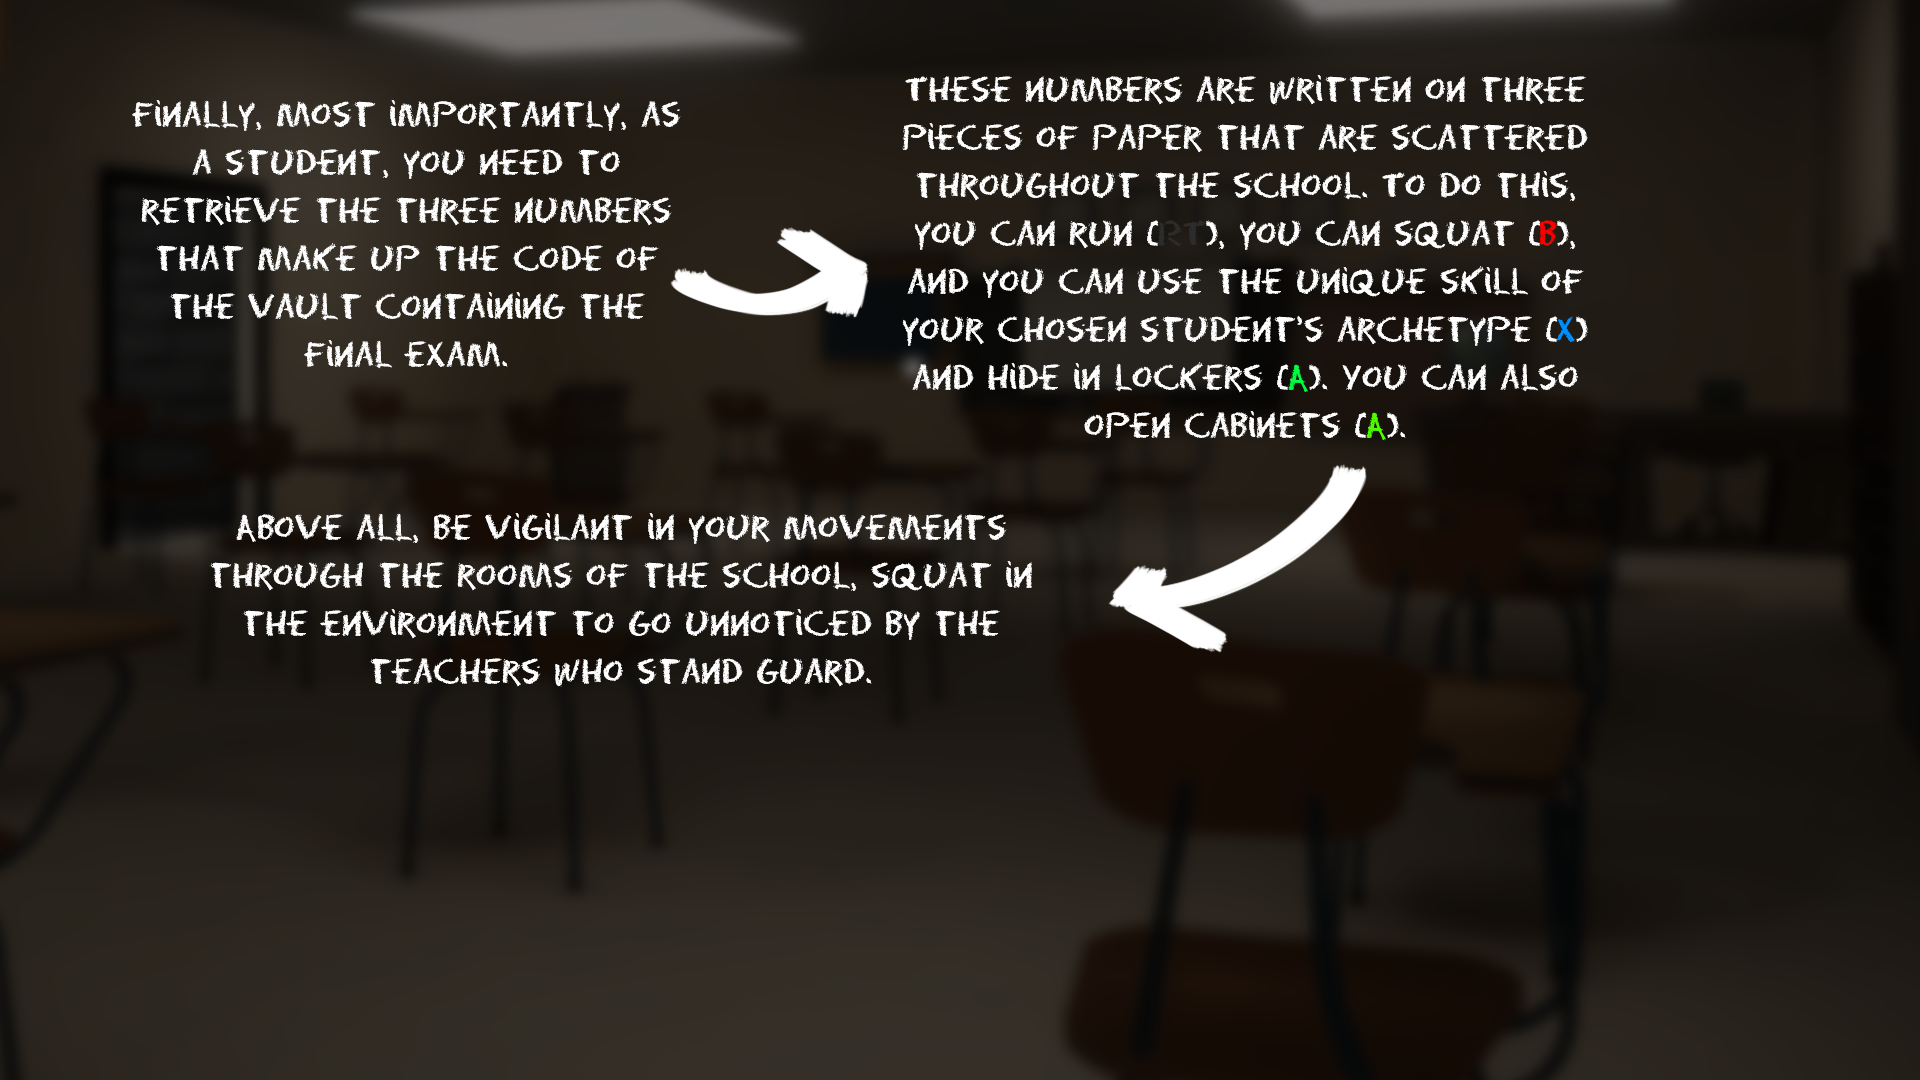 FINALLY, MOST IMPORTANTLY, AS
A STUDENT, YOU NEED TO
RETRIEVE THE THREE NUMBERS
THAT MAKE UP THE CODE OF
THE VAULT CONTAINING THE
FINAL EXAM.
THESE NUMBERS ARE WRITTEN ON THREE
PIECES OF PAPER THAT ARE SCATTERED
THROUGHOUT THE SCHOOL. TO DO THIS,
YOU CAN RUN (RT), YOU CAN SQUAT (B),
AND YOU CAN USE THE UNIQUE SKILL OF
YOUR CHOSEN STUDENT'S ARCHETYPE (X)
AND HIDE IN LOCKERS (A). YOU CAN ALSO
OPEN CABINETS (A).
ABOVE ALL, BE VIGILANT IN YOUR MOVEMENTS
THROUGH THE ROOMS OF THE SCHOOL, SQUAT IN
THE ENVIRONMENT TO GO UNNOTICED BY THE
TEACHERS WHO STAND GUARD.